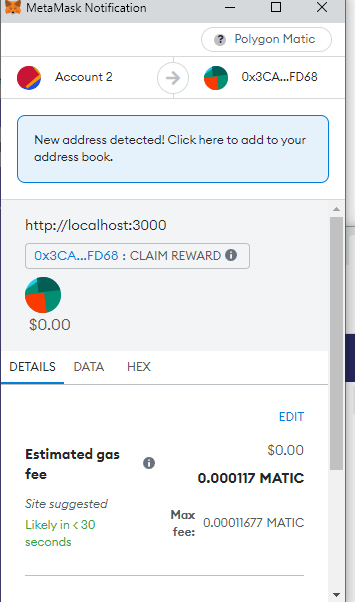 MetaMask Notification
Polygon Matic
Account 2
0x3CA...FD68
New address detected! Click here to add to your
address book.
http://localhost:3000
0x3CA...FD68 : CLAIM REWARD
$0.00
DETAILS
DATA
HEX
EDIT
Estimated gas
fee
$0.00
0.000117 MATIC
Site suggested
Likely in < 30
seconds
Max
fee:
0.00011677 MATIC